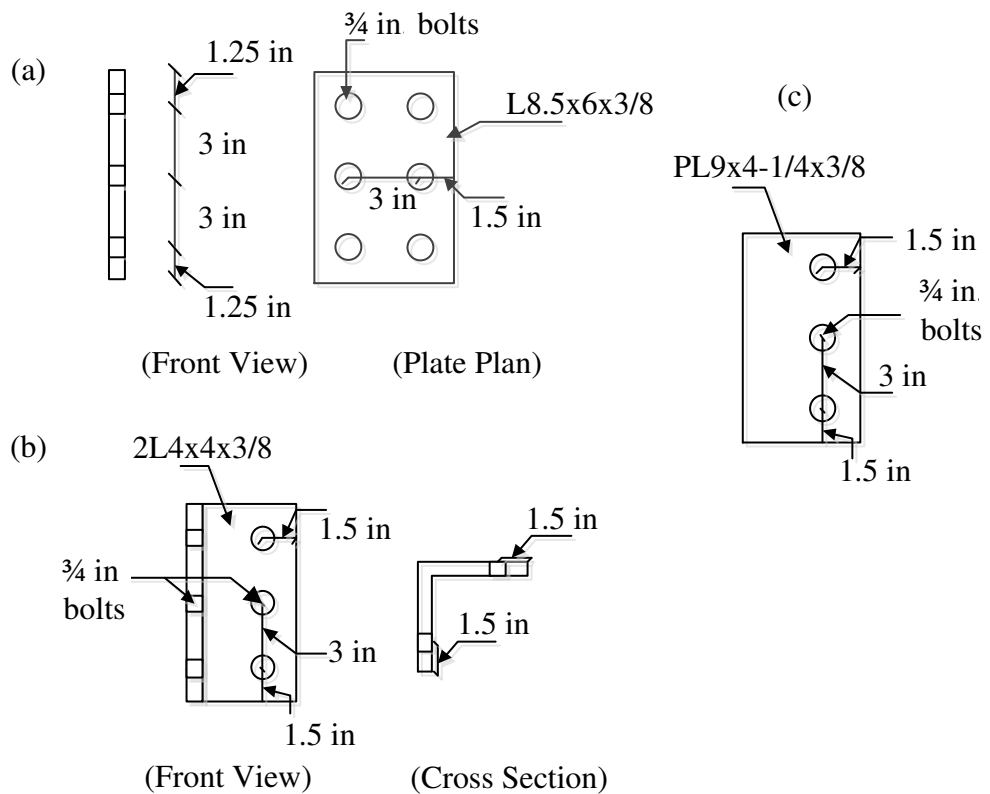 (a)
1.25 in
3 in
3 in
1.25 in
(Front View)
¾ in. bolts
L8.5x6x3/8
3 in
1.5 in
(Plate Plan)
(c)
PL9x4-1/4x3/8
1.5 in
¾ in.
bolts
3 in
1.5 in
(b)
2L4x4x3/8
1.5 in
¾ in
bolts
3 in
1.5 in
(Front View)
1.5 in
1.5 in
(Cross Section)